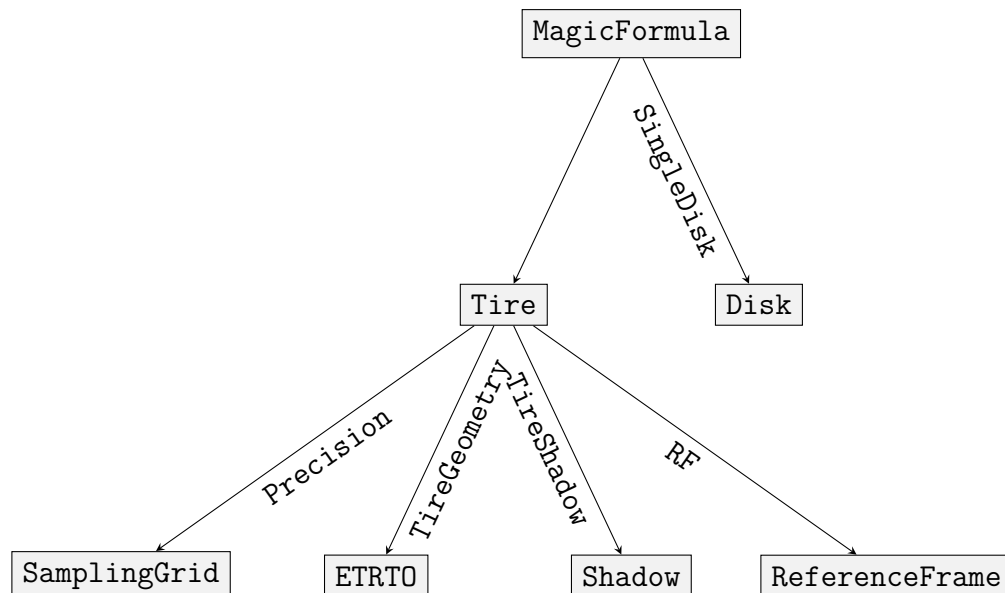 MagicFormula
SingleDisk
Tire
Disk
Precision
TireGeometry
TireShadow
RF
SamplingGrid
ETRTO
Shadow
ReferenceFrame